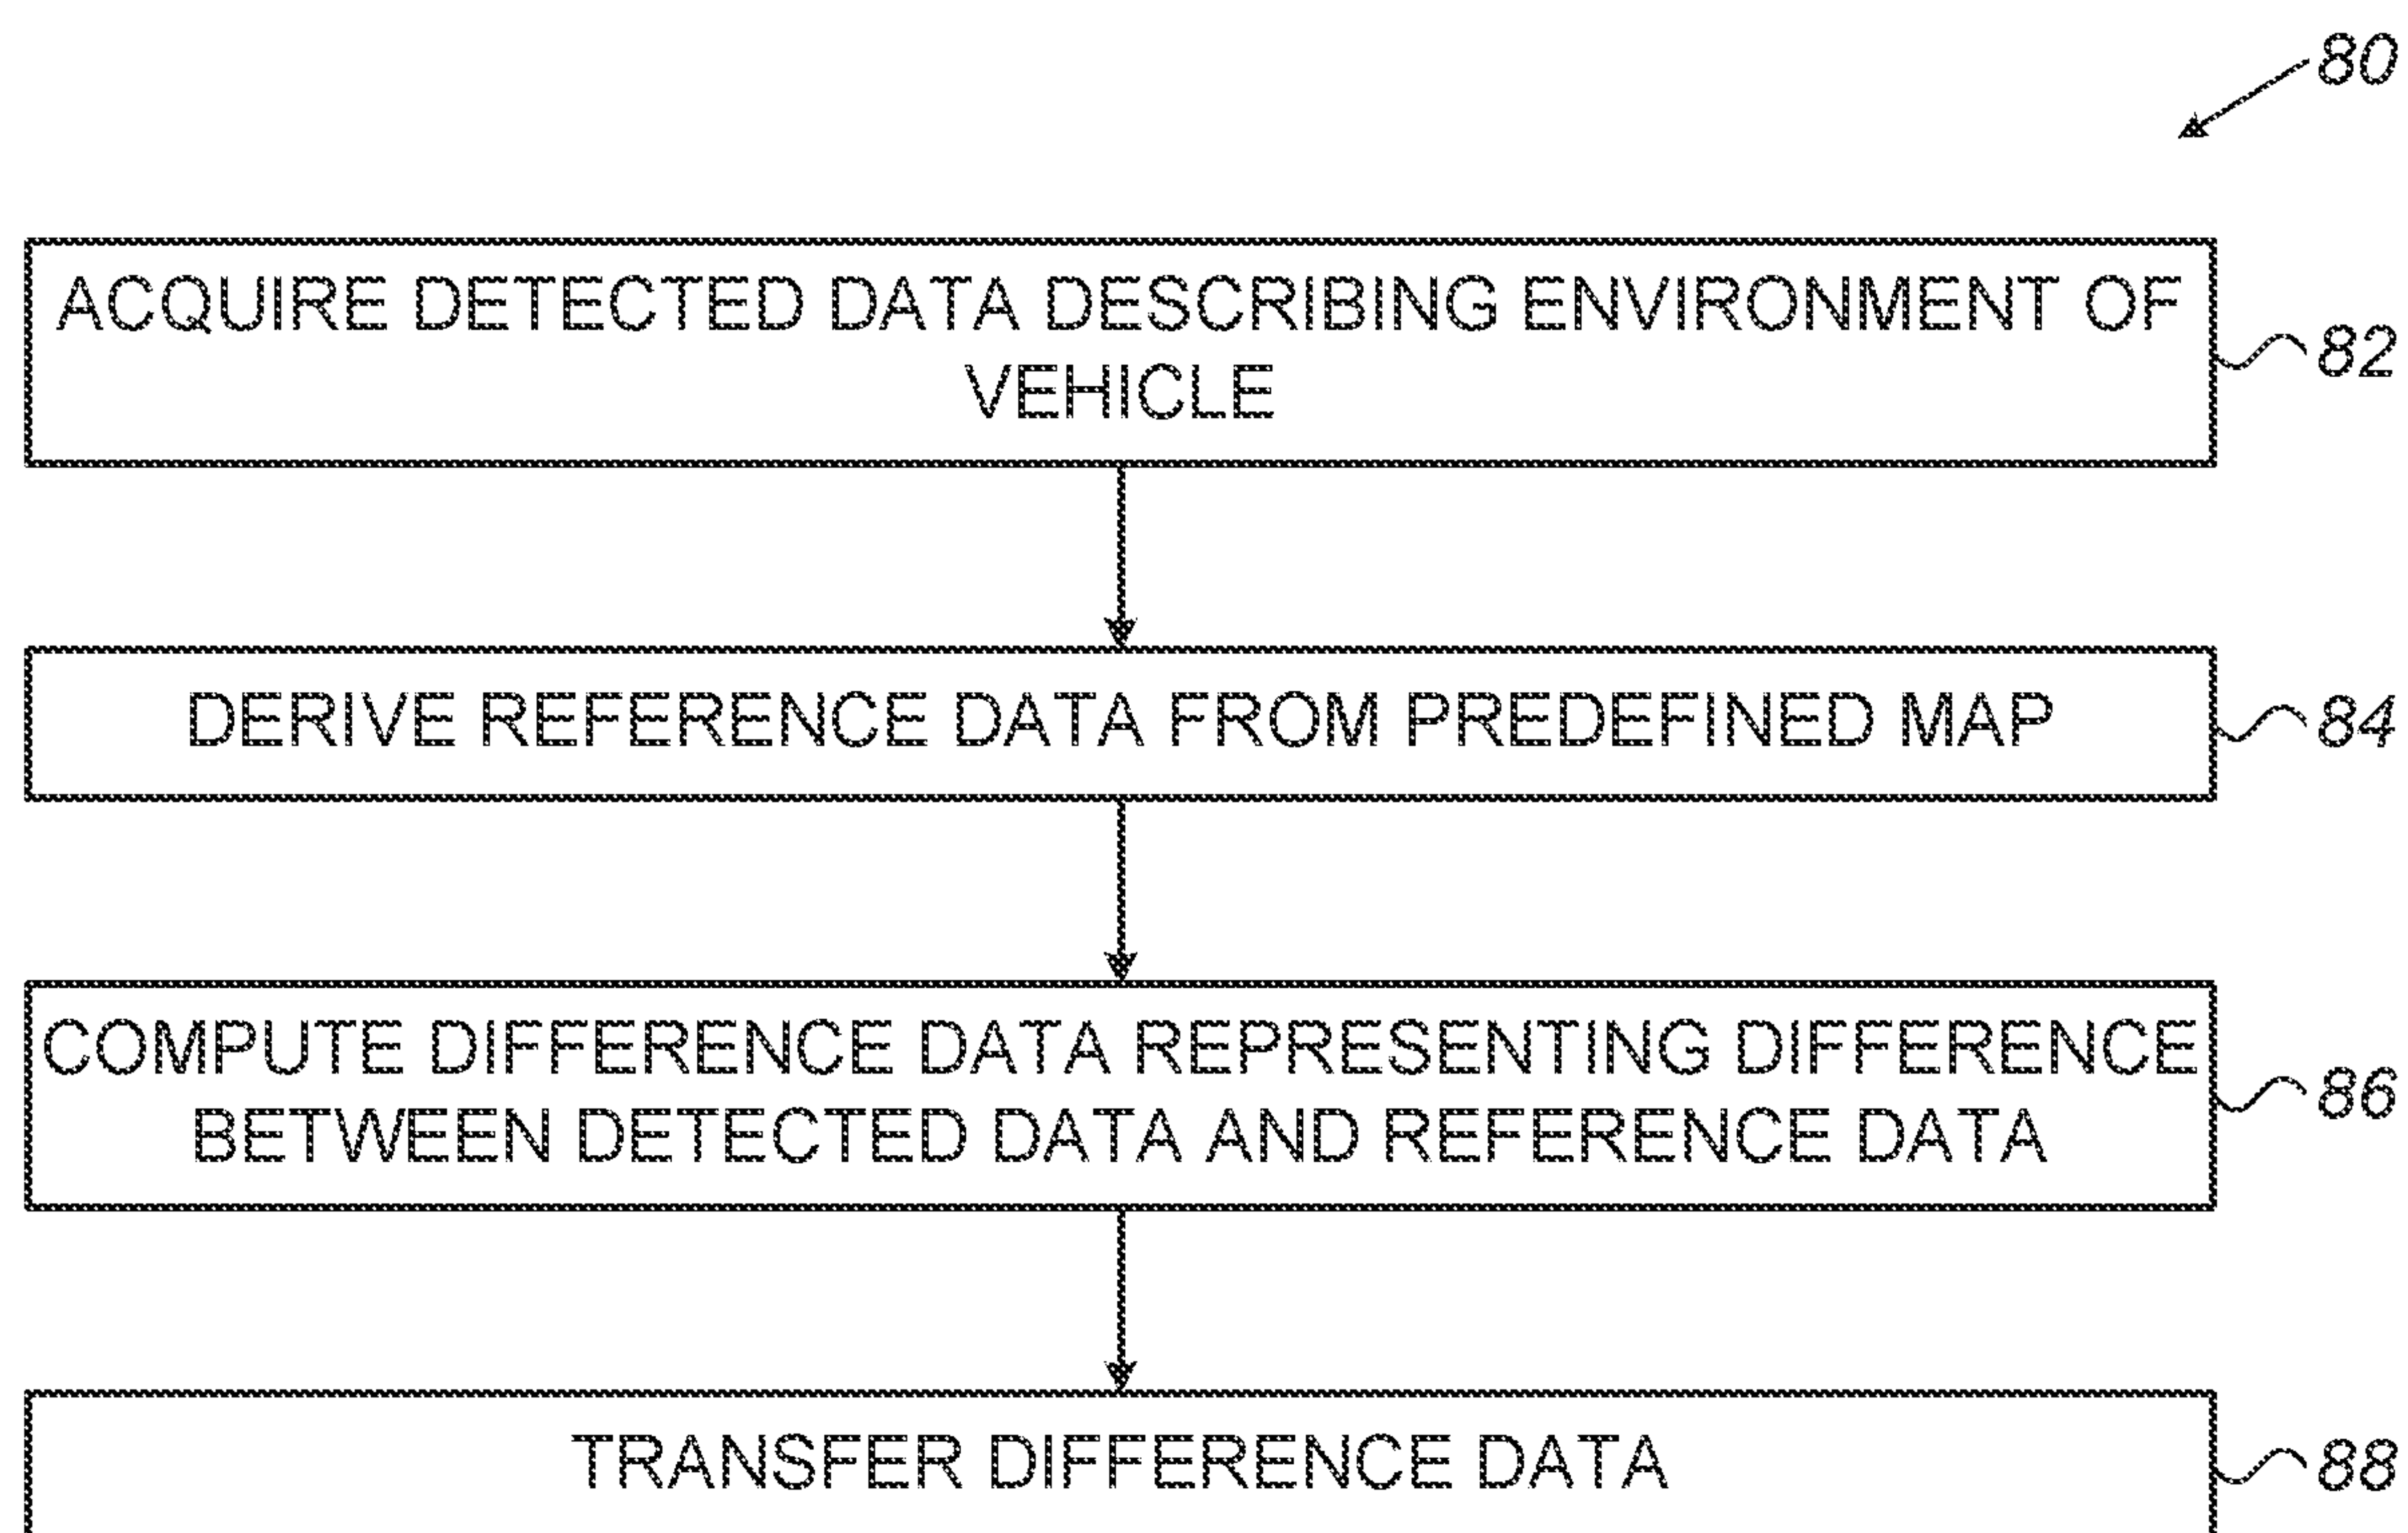 80
ACQUIRE DETECTED DATA DESCRIBING ENVIRONMENT OF
VEHICLE
82
DERIVE REFERENCE DATA FROM PREDEFINED MAP
84
COMPUTE DIFFERENCE DATA REPRESENTING DIFFERENCE
BETWEEN DETECTED DATA AND REFERENCE DATA
86
TRANSFER DIFFERENCE DATA
88